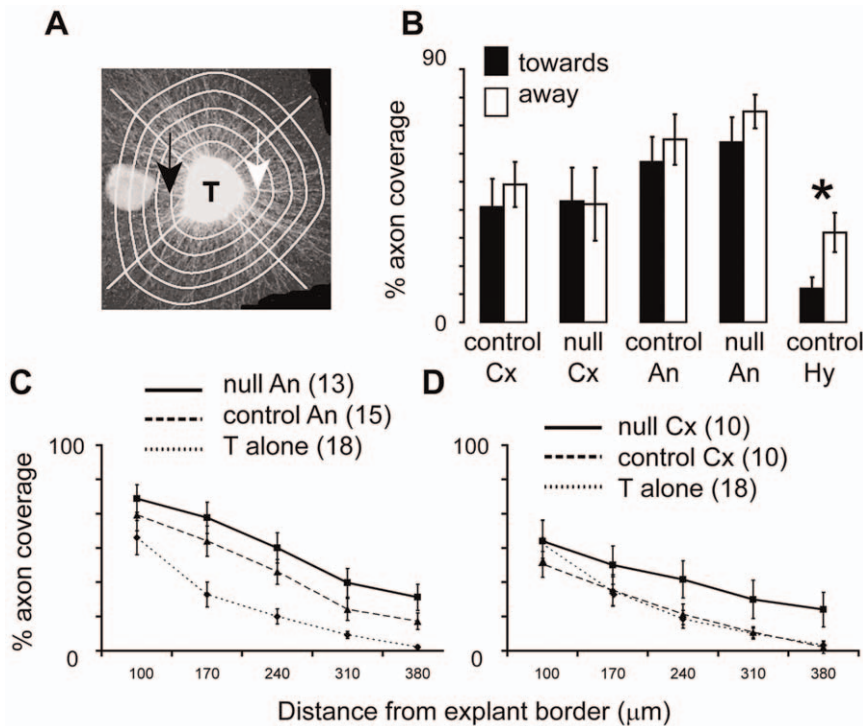 A
T
B
90
% axon coverage
0
towards
away
*
control Cx
null Cx
control An
null An
control Hy
C
null An (13)
control An (15)
T alone (18)
100
% axon coverage
0
100
170
240
310
380
D
null Cx (10)
control Cx (10)
T alone (18)
100
0
100
170
240
310
380
Distance from explant border (μm)